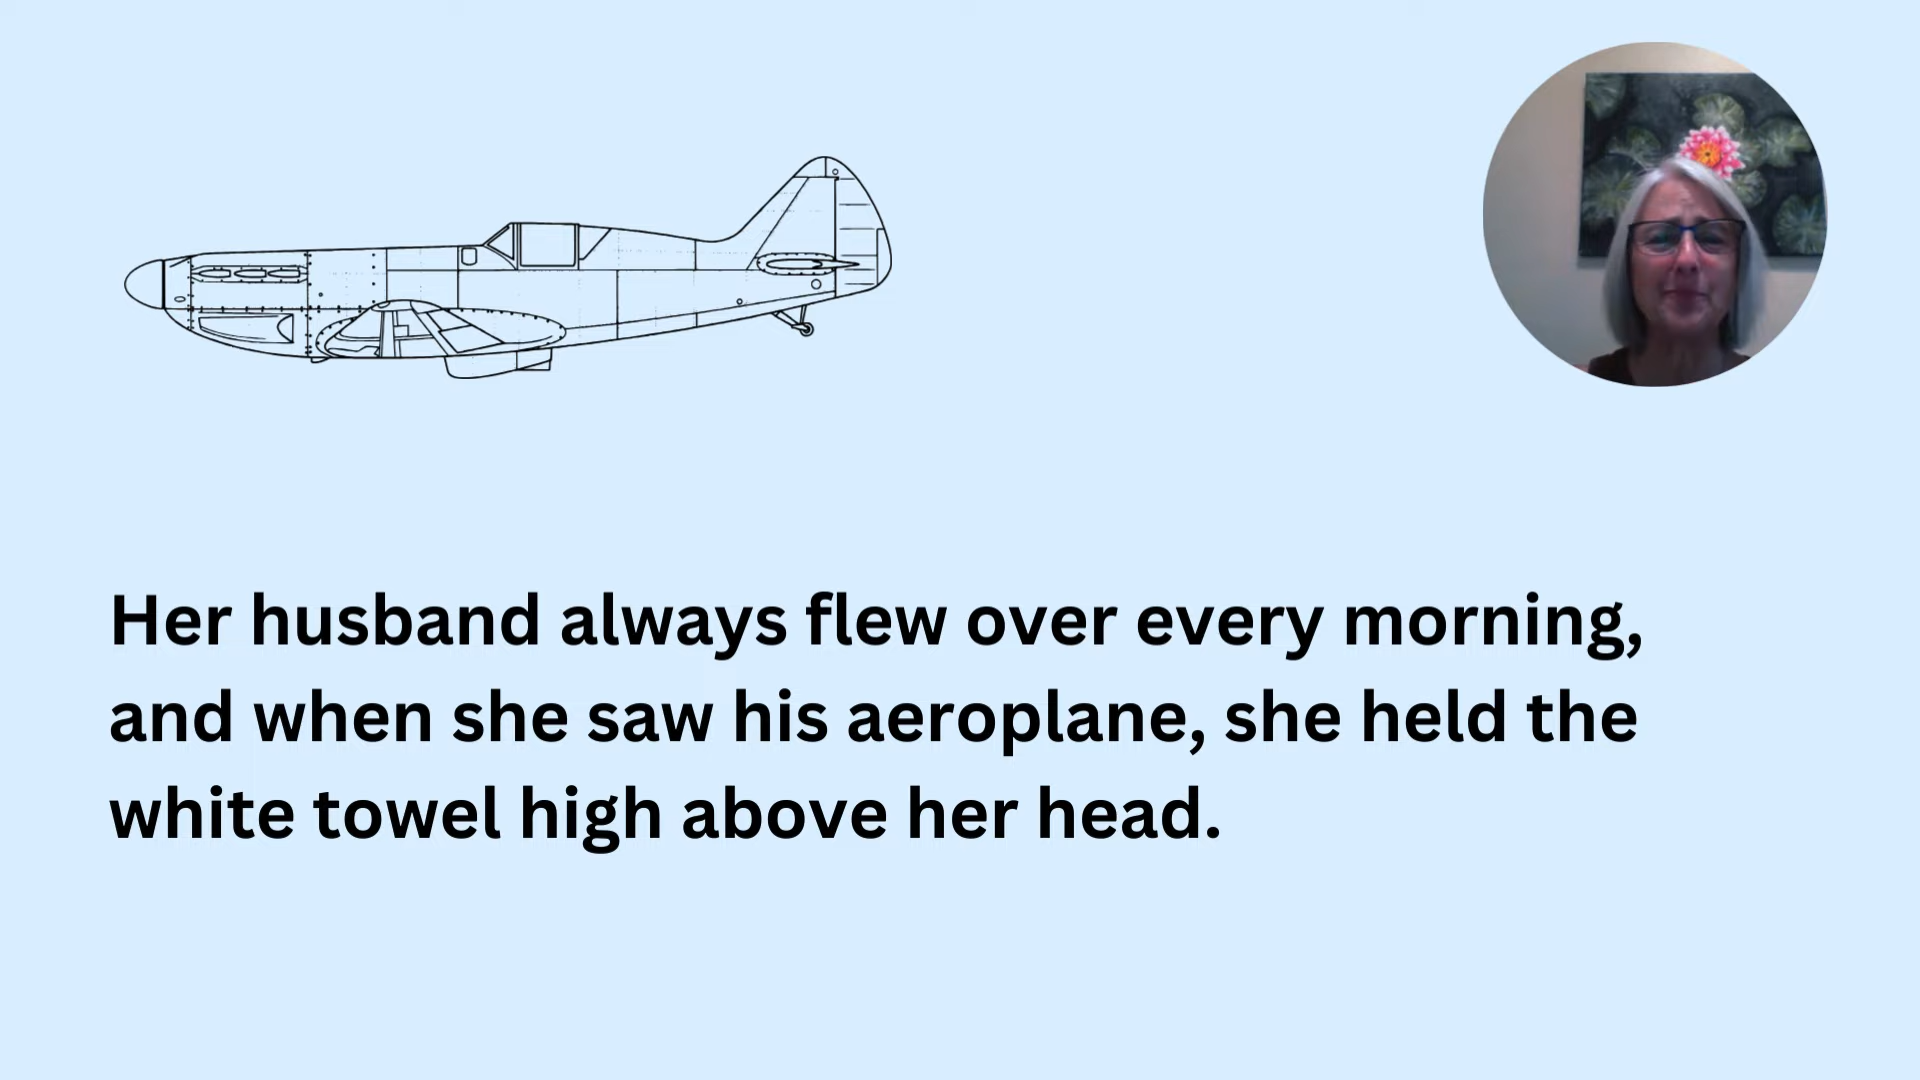 Her husband always flew over every morning,
and when she saw his aeroplane, she held the
white towel high above her head.